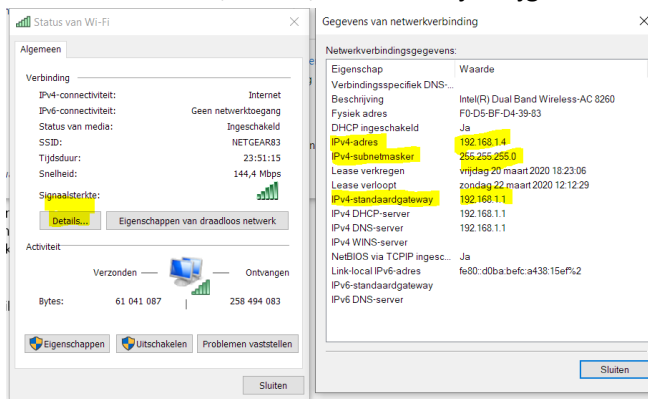 Status van Wi-Fi
Algemeen
Verbinding
IPv4-connectiviteit: Internet
IPv6-connectiviteit: Geen netwerktoegang
Status van media: Ingeschakeld
SSID: NETGEAR83
Tijdsduur: 23:51:15
Snelheid: 144,4 Mbps
Signaalsterkte:
Details... Eigenschappen van draadloos netwerk
Activiteit
Verzonden Ontvangen
Bytes: 61 041 087 258 494 083
Eigenschappen Uitschakelen Problemen vaststellen
Sluiten
Gegevens van netwerkverbinding
Netwerkverbindingsgegevens:
Eigenschap Waarde
Verbindingsspecifiek DNS-...
Beschrijving Intel(R) Dual Band Wireless-AC 8260
Fysiek adres F0-D5-BF-D4-39-83
DHCP ingeschakeld Ja
IPv4-adres 192.168.1.4
IPv4-subnetmasker 255.255.255.0
Lease verkregen vrijdag 20 maart 2020 18:23:06
Lease verloopt zondag 22 maart 2020 12:12:29
IPv4-standaardgateway 192.168.1.1
IPv4 DHCP-server 192.168.1.1
IPv4 DNS-server 192.168.1.1
IPv4 WINS-server
NetBIOS via TCPIP ingesc... Ja
Link-local IPv6-adres fe80::d0ba:befc:a438:15ef%2
IPv6-standaardgateway
IPv6 DNS-server
Sluiten